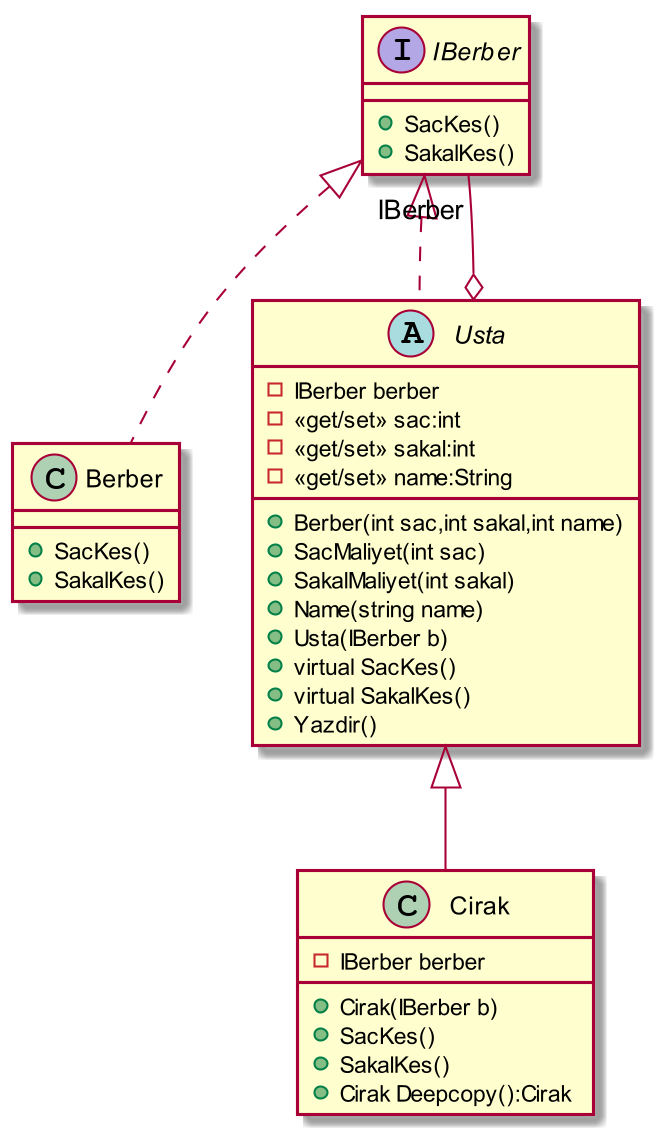 I IBerber
SacKes()
SakalKes()
IBerber
A Usta
IBerber berber
«get/set» sac:int
«get/set» sakal:int
«get/set» name:String
Berber(int sac,int sakal,int name)
SacMaliyet(int sac)
SakalMaliyet(int sakal)
Name(string name)
Usta(IBerber b)
virtual SacKes()
virtual SakalKes()
Yazdir()
C Berber
SacKes()
SakalKes()
C Cirak
IBerber berber
Cirak(IBerber b)
SacKes()
SakalKes()
Cirak Deepcopy():Cirak